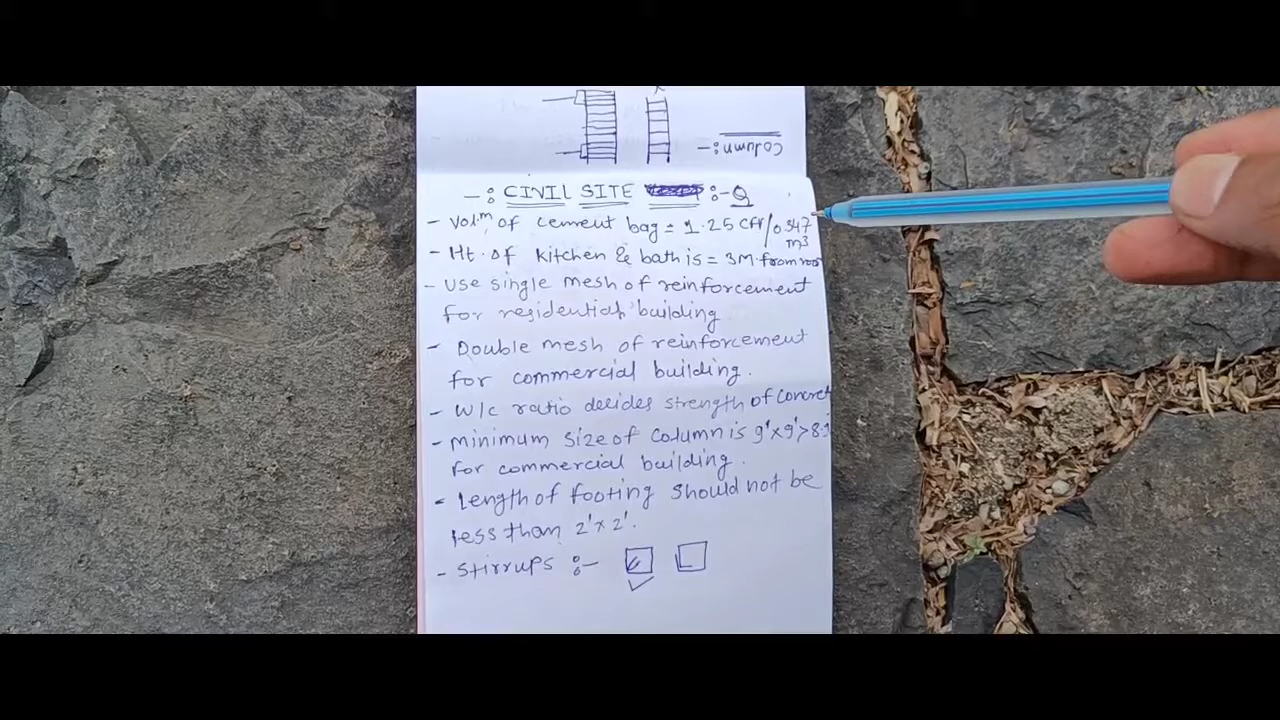 Column :-
-: CIVIL SITE :- Q
- Vol.m, of cement bag = 1.25 cft/0.347
m3
- Ht. of kitchen & bath is = 3M from roo
- Use single mesh of reinforcement
for residential building
- Double mesh of reinforcement
for commercial building.
- W/c ratio decides strength of concret
- minimum size of column is 9'x9'>
for commercial building.
- Length of footing should not be
less than 2'x2'.
- Stirrups :-